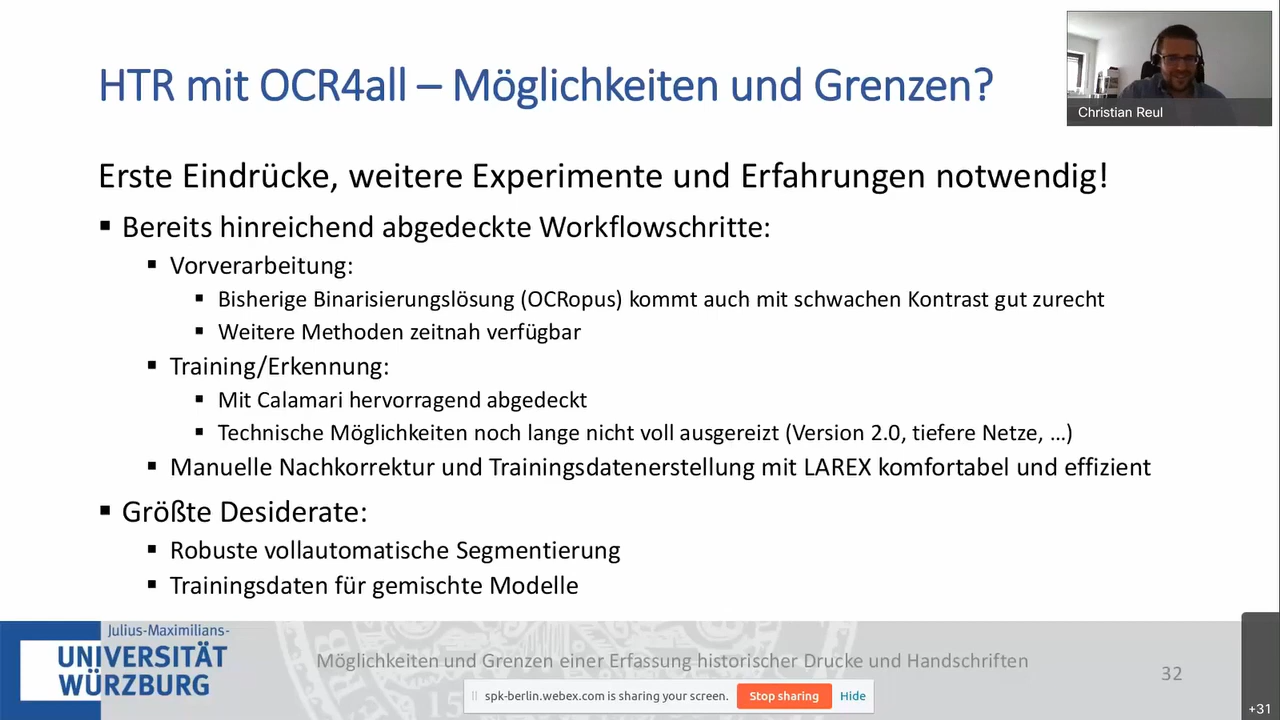 HTR mit OCR4all – Möglichkeiten und Grenzen?
Christian Reul
Erste Eindrücke, weitere Experimente und Erfahrungen notwendig!
▪ Bereits hinreichend abgedeckte Workflowschritte:
▪ Vorverarbeitung:
▪ Bisherige Binarisierungslösung (OCRopus) kommt auch mit schwachen Kontrast gut zurecht
▪ Weitere Methoden zeitnah verfügbar
▪ Training/Erkennung:
▪ Mit Calamari hervorragend abgedeckt
▪ Technische Möglichkeiten noch lange nicht voll ausgereizt (Version 2.0, tiefere Netze, …)
▪ Manuelle Nachkorrektur und Trainingsdatenerstellung mit LAREX komfortabel und effizient
▪ Größte Desiderate:
▪ Robuste vollautomatische Segmentierung
▪ Trainingsdaten für gemischte Modelle
Julius-Maximilians-
UNIVERSITÄT
WÜRZBURG
Möglichkeiten und Grenzen einer Erfassung historischer Drucke und Handschriften
32
spk-berlin.webex.com is sharing your screen.
Stop sharing
Hide
+31